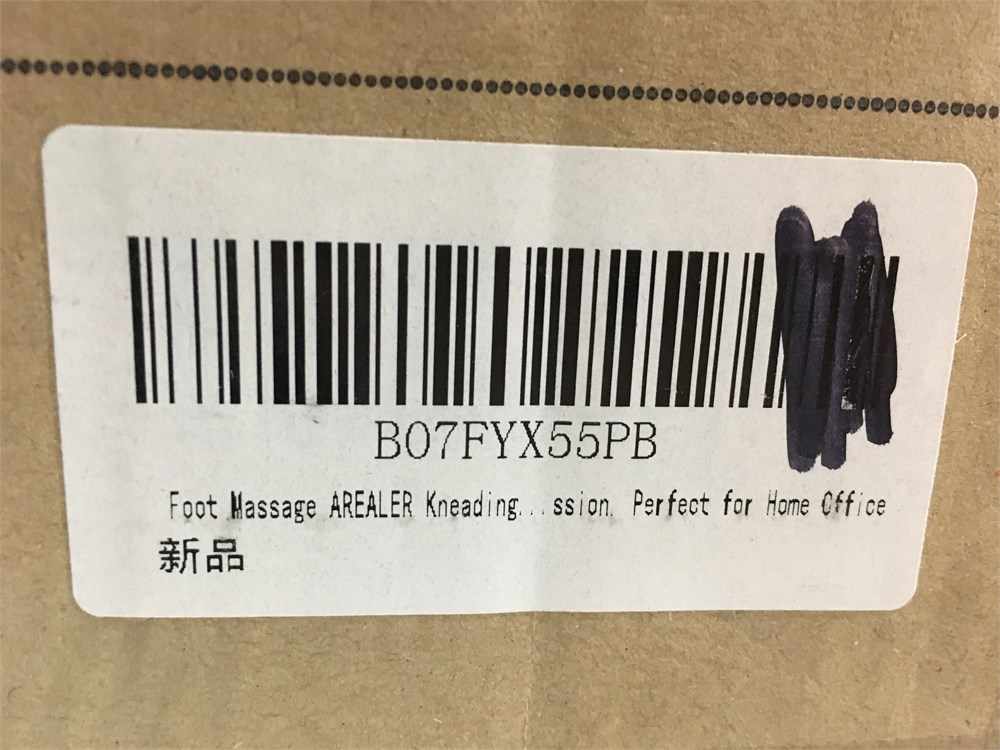 B07FYX55PB
Foot Massage AREALER Kneading...ssion, Perfect for Home Office
新品